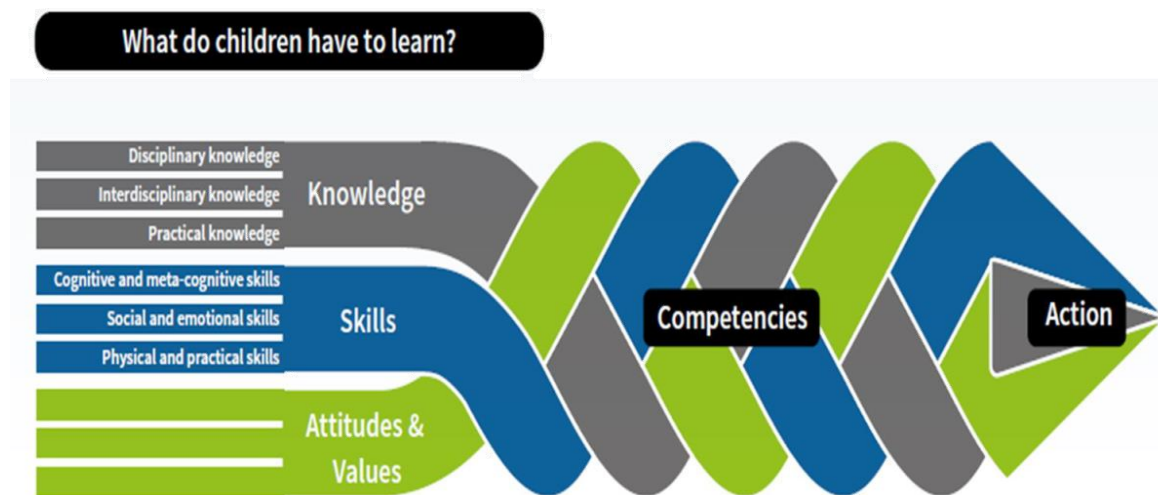 What do children have to learn?
Disciplinary knowledge
Interdisciplinary knowledge
Practical knowledge
Knowledge
Cognitive and meta-cognitive skills
Social and emotional skills
Physical and practical skills
Skills
Attitudes &
Values
Competencies
Action